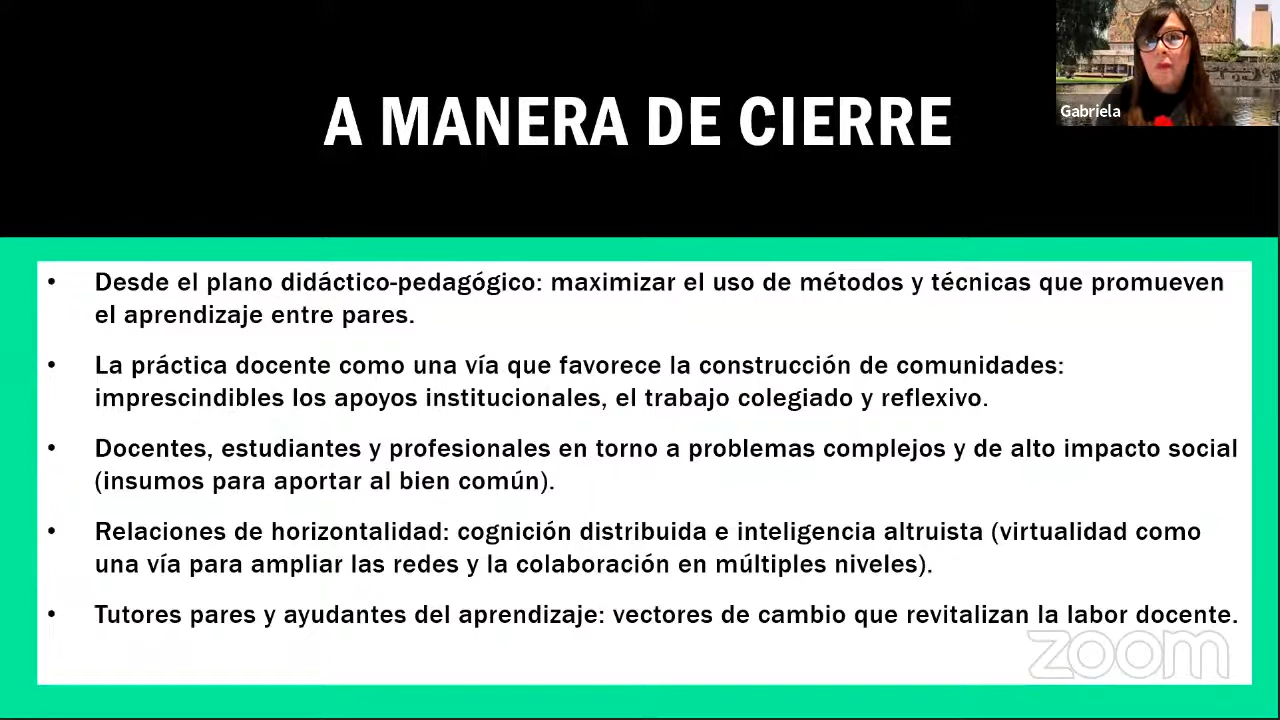 A MANERA DE CIERRE
Gabriela
• Desde el plano didáctico-pedagógico: maximizar el uso de métodos y técnicas que promueven
el aprendizaje entre pares.
• La práctica docente como una vía que favorece la construcción de comunidades:
imprescindibles los apoyos institucionales, el trabajo colegiado y reflexivo.
• Docentes, estudiantes y profesionales en torno a problemas complejos y de alto impacto social
(insumos para aportar al bien común).
• Relaciones de horizontalidad: cognición distribuida e inteligencia altruista (virtualidad como
una vía para ampliar las redes y la colaboración en múltiples niveles).
• Tutores pares y ayudantes del aprendizaje: vectores de cambio que revitalizan la labor docente.
zoom